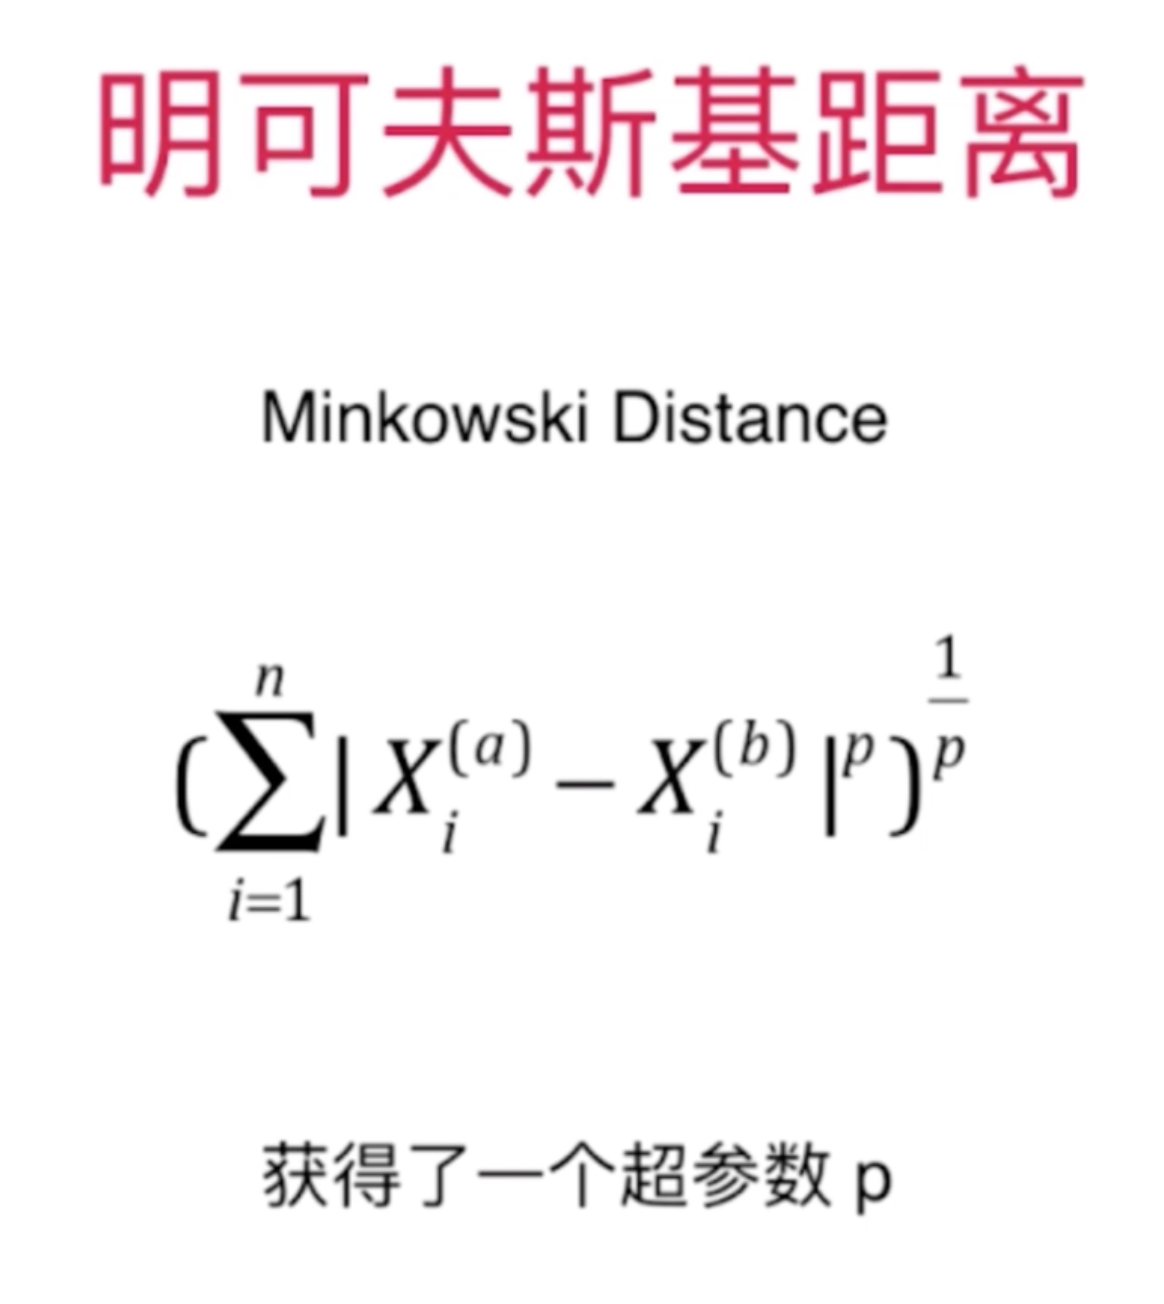 明可夫斯基距离
Minkowski Distance
(∑_{i=1}^{n} | X_i^{(a)} − X_i^{(b)} |^p )^{\frac{1}{p}}
获得了一个超参数 p